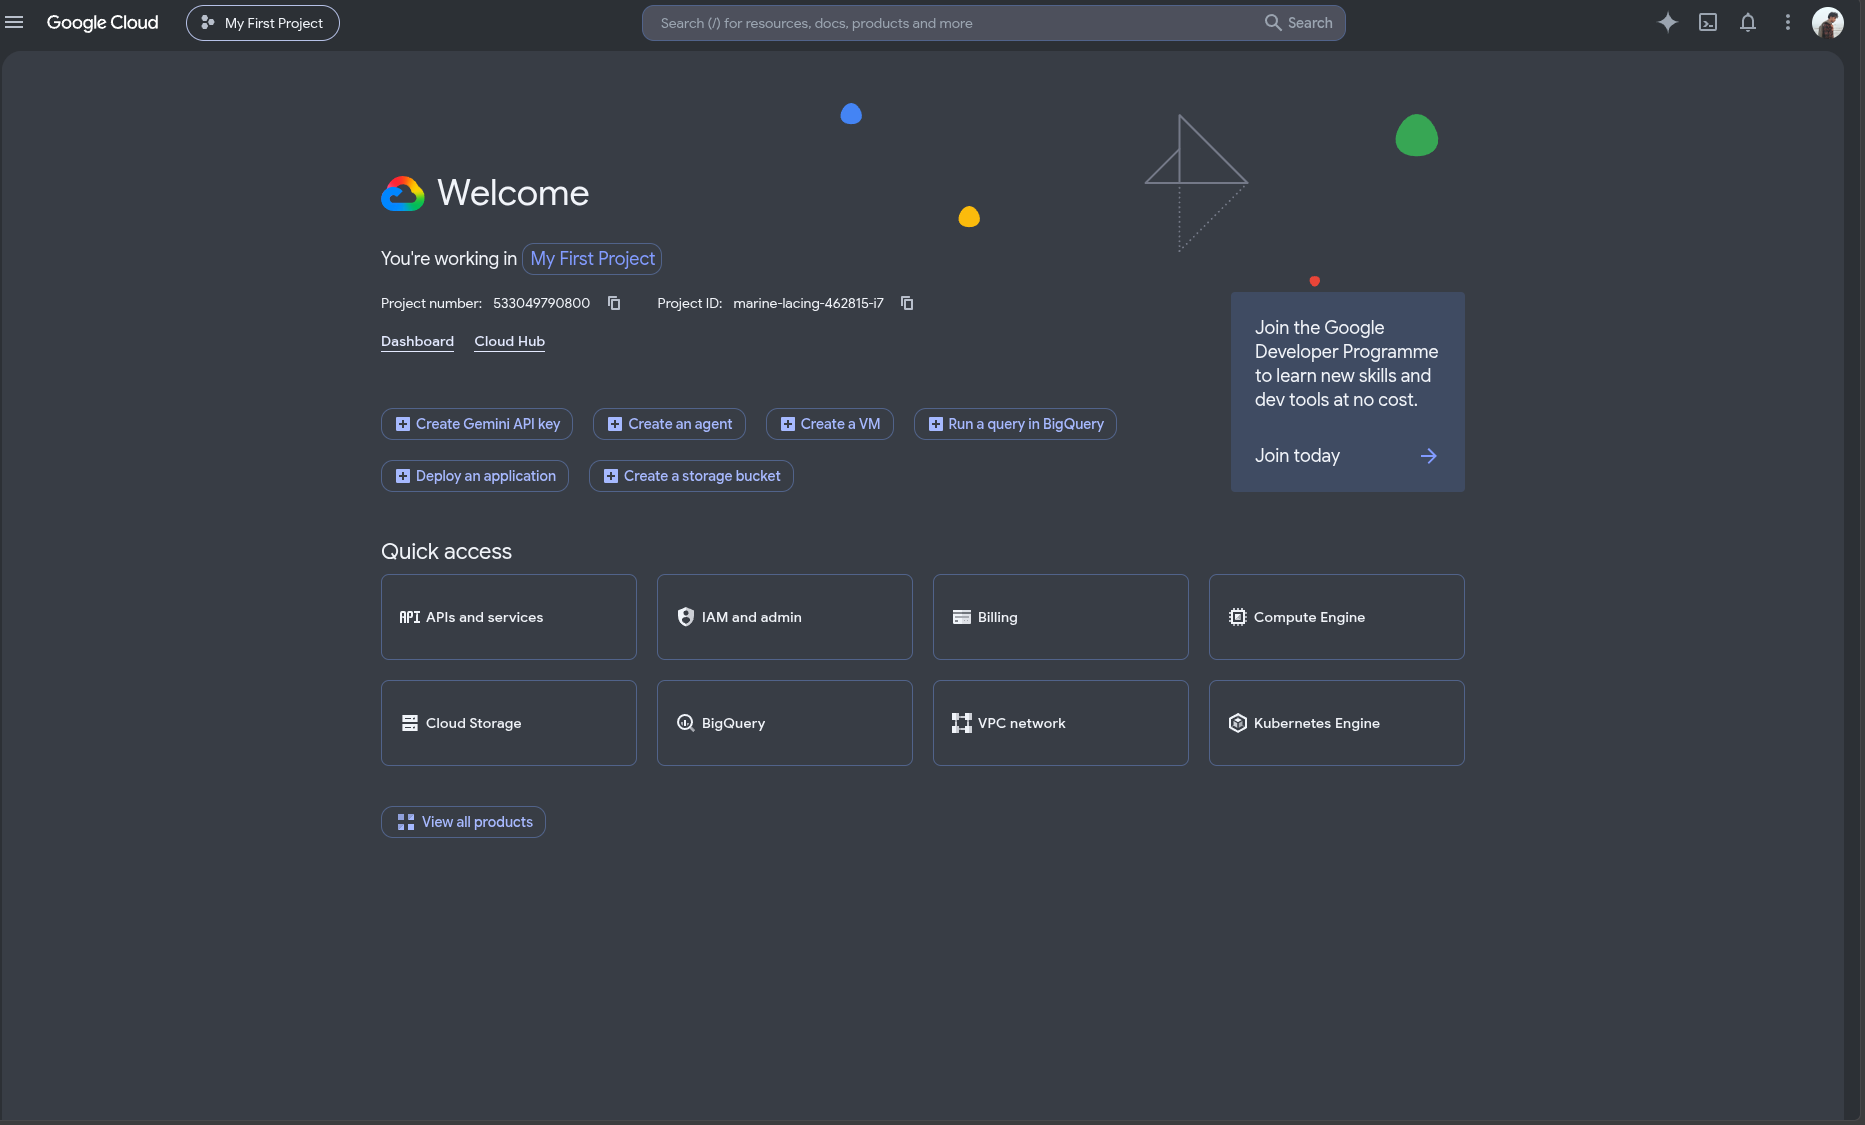 Google Cloud
My First Project
Search (/) for resources, docs, products and more
Search
Welcome
You're working in My First Project
Project number: 533049790800 Project ID: marine-lacing-462815-i7
Dashboard Cloud Hub
Create Gemini API key Create an agent Create a VM Run a query in BigQuery
Deploy an application Create a storage bucket
Join the Google
Developer Programme
to learn new skills and
dev tools at no cost.
Join today
Quick access
API APIs and services
IAM and admin
Billing
Compute Engine
Cloud Storage
BigQuery
VPC network
Kubernetes Engine
View all products